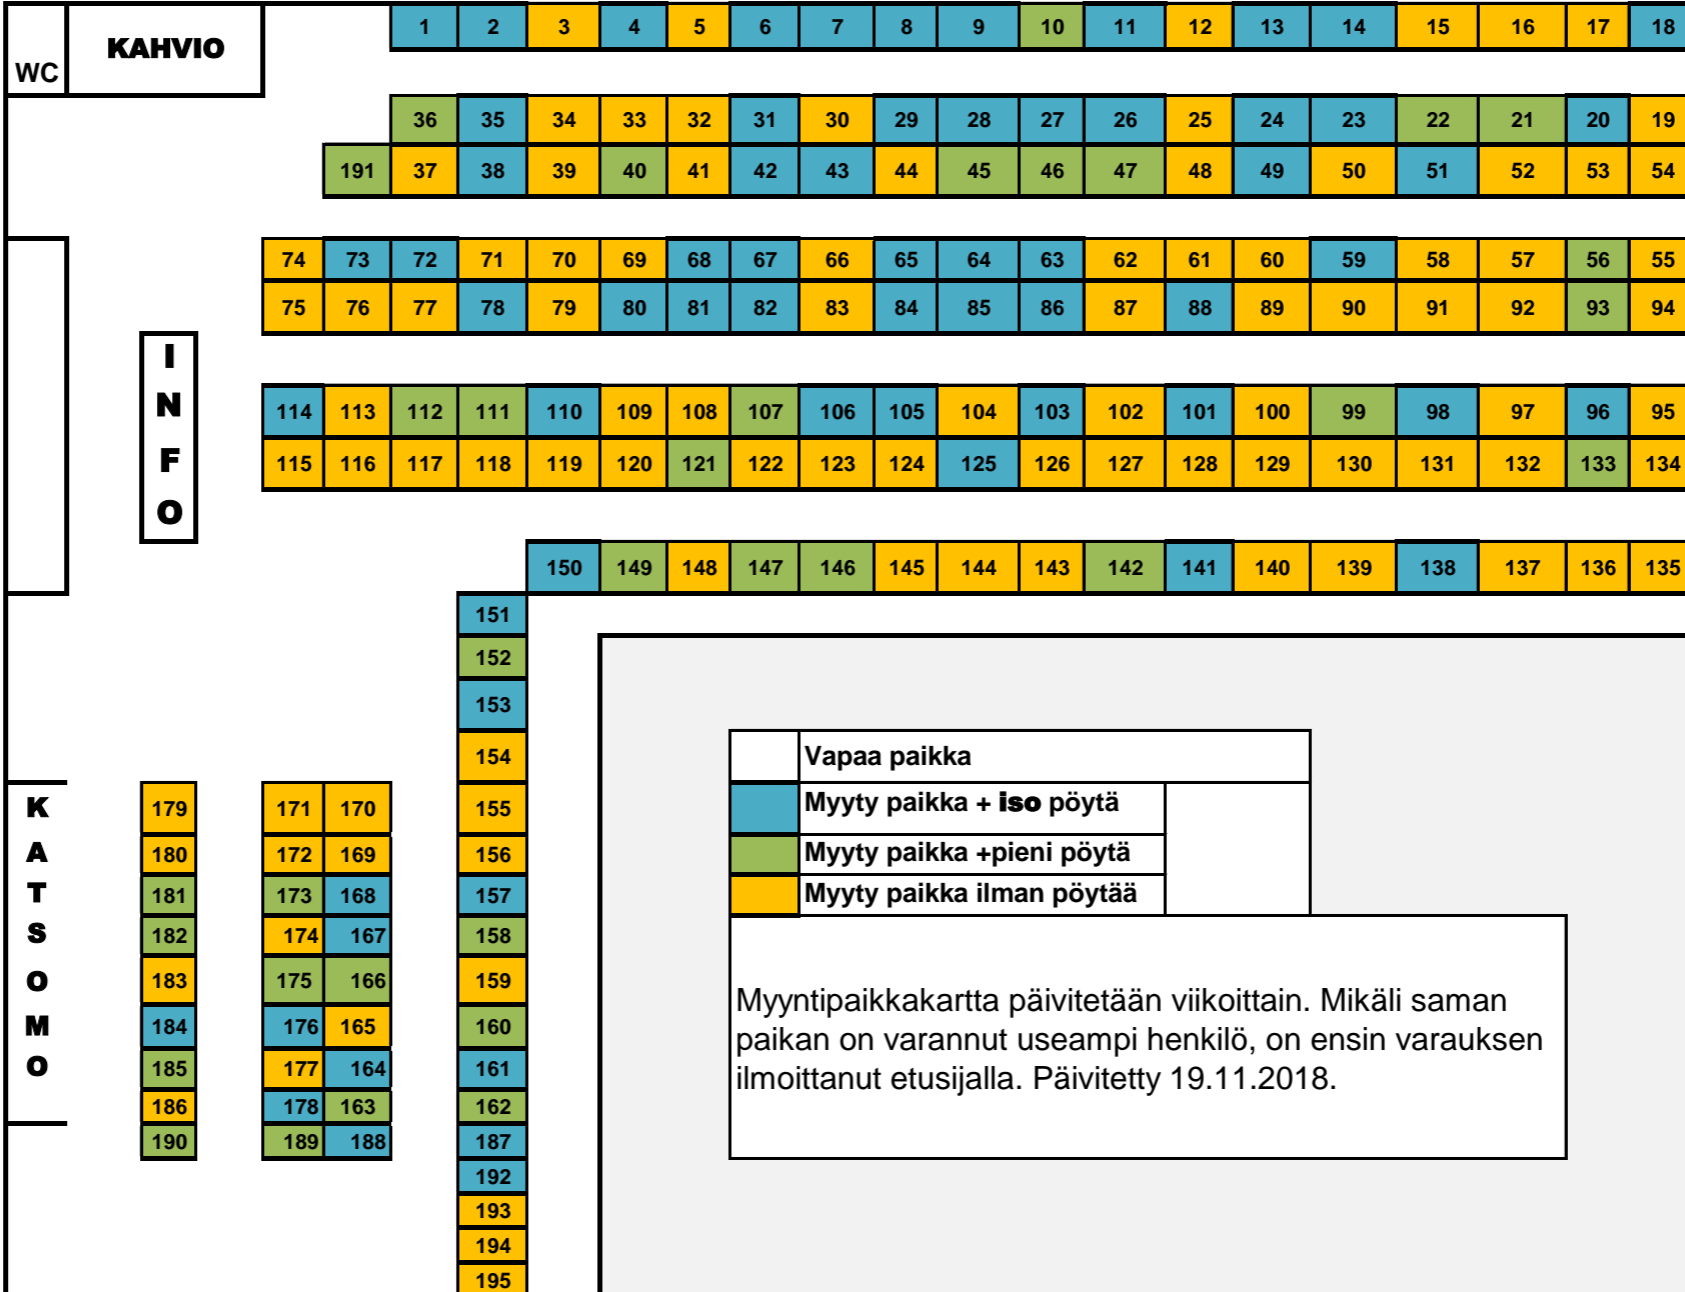 WC KAHVIO 1 2 3 4 5 6 7 8 9 10 11 12 13 14 15 16 17 18
36 35 34 33 32 31 30 29 28 27 26 25 24 23 22 21 20 19
191 37 38 39 40 41 42 43 44 45 46 47 48 49 50 51 52 53 54
74 73 72 71 70 69 68 67 66 65 64 63 62 61 60 59 58 57 56 55
75 76 77 78 79 80 81 82 83 84 85 86 87 88 89 90 91 92 93 94
INFO
114 113 112 111 110 109 108 107 106 105 104 103 102 101 100 99 98 97 96 95
115 116 117 118 119 120 121 122 123 124 125 126 127 128 129 130 131 132 133 134
150 149 148 147 146 145 144 143 142 141 140 139 138 137 136 135
151
152
153
154
KATSOMO
179 171 170 155
180 172 169 156
181 173 168 157
182 174 167 158
183 175 166 159
184 176 165 160
185 177 164 161
186 178 163 162
190 189 188 187
192
193
194
195
Vapaa paikka
Myyty paikka + iso pöytä
Myyty paikka +pieni pöytä
Myyty paikka ilman pöytää
Myyntipaikkakartta päivitetään viikoittain. Mikäli saman
paikan on varannut useampi henkilö, on ensin varauksen
ilmoittanut etusijalla. Päivitetty 19.11.2018.